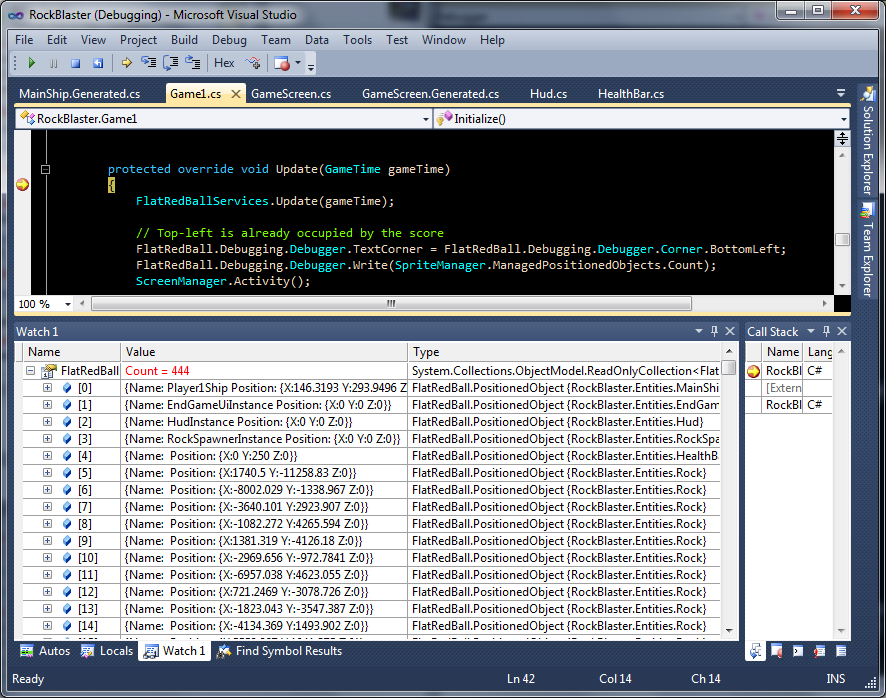 RockBlaster (Debugging) - Microsoft Visual Studio
File Edit View Project Build Debug Team Data Tools Test Window Help
Hex
MainShip.Generated.cs Game1.cs GameScreen.cs GameScreen.Generated.cs Hud.cs HealthBar.cs
RockBlaster.Game1 Initialize()
Solution Explorer
Team Explorer
protected override void Update(GameTime gameTime)
{
FlatRedBallServices.Update(gameTime);
// Top-left is already occupied by the score
FlatRedBall.Debugging.Debugger.TextCorner = FlatRedBall.Debugging.Debugger.Corner.BottomLeft;
FlatRedBall.Debugging.Debugger.Write(SpriteManager.ManagedPositionedObjects.Count);
ScreenManager.Activity();
100 %
Watch 1
Name Value Type
FlatRedBall Count = 444 System.Collections.ObjectModel.ReadOnlyCollection<Flat
[0] {Name: Player1Ship Position: {X:146.3193 Y:293.9496 Z FlatRedBall.PositionedObject {RockBlaster.Entities.MainShi
[1] {Name: EndGameUiInstance Position: {X:0 Y:0 Z:0}} FlatRedBall.PositionedObject {RockBlaster.Entities.EndGam
[2] {Name: HudInstance Position: {X:0 Y:0 Z:0}} FlatRedBall.PositionedObject {RockBlaster.Entities.Hud}
[3] {Name: RockSpawnerInstance Position: {X:0 Y:0 Z:0}} FlatRedBall.PositionedObject {RockBlaster.Entities.RockSpa
[4] {Name: Position: {X:0 Y:250 Z:0}} FlatRedBall.PositionedObject {RockBlaster.Entities.HealthB
[5] {Name: Position: {X:1740.5 Y:-11258.83 Z:0}} FlatRedBall.PositionedObject {RockBlaster.Entities.Rock}
[6] {Name: Position: {X:-8002.029 Y:-1338.967 Z:0}} FlatRedBall.PositionedObject {RockBlaster.Entities.Rock}
[7] {Name: Position: {X:-3640.101 Y:2923.907 Z:0}} FlatRedBall.PositionedObject {RockBlaster.Entities.Rock}
[8] {Name: Position: {X:-1082.272 Y:4265.594 Z:0}} FlatRedBall.PositionedObject {RockBlaster.Entities.Rock}
[9] {Name: Position: {X:1381.319 Y:-4126.18 Z:0}} FlatRedBall.PositionedObject {RockBlaster.Entities.Rock}
[10] {Name: Position: {X:-2969.656 Y:-972.7841 Z:0}} FlatRedBall.PositionedObject {RockBlaster.Entities.Rock}
[11] {Name: Position: {X:-6957.038 Y:4623.055 Z:0}} FlatRedBall.PositionedObject {RockBlaster.Entities.Rock}
[12] {Name: Position: {X:721.2469 Y:-3078.726 Z:0}} FlatRedBall.PositionedObject {RockBlaster.Entities.Rock}
[13] {Name: Position: {X:-1823.043 Y:-3547.387 Z:0}} FlatRedBall.PositionedObject {RockBlaster.Entities.Rock}
[14] {Name: Position: {X:-4134.369 Y:1493.902 Z:0}} FlatRedBall.PositionedObject {RockBlaster.Entities.Rock}
Call Stack
Name Lang
RockBl C#
[Extern
RockBl C#
Autos Locals Watch 1 Find Symbol Results
Ready Ln 42 Col 14 Ch 14 INS